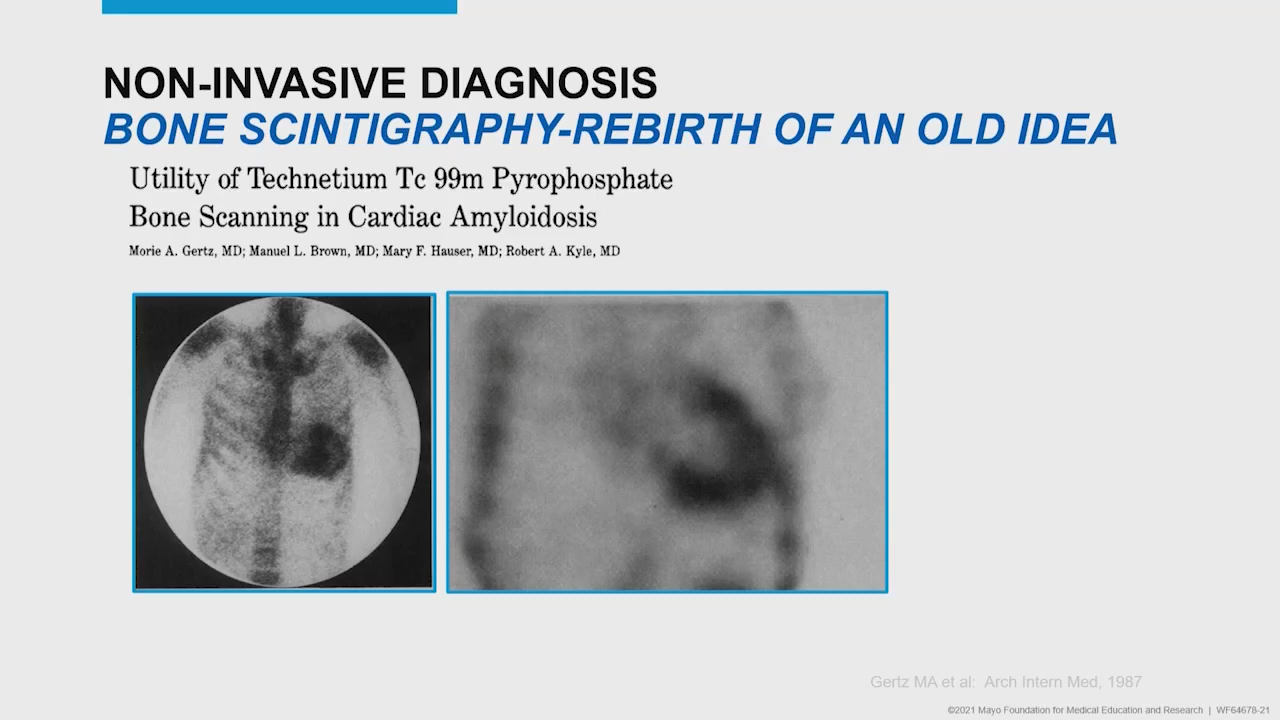 NON-INVASIVE DIAGNOSIS
BONE SCINTIGRAPHY-REBIRTH OF AN OLD IDEA
Utility of Technetium Tc 99m Pyrophosphate
Bone Scanning in Cardiac Amyloidosis
Morie A. Gertz, MD; Manuel L. Brown, MD; Mary F. Hauser, MD; Robert A. Kyle, MD
Gertz MA et al: Arch Intern Med, 1987
©2021 Mayo Foundation for Medical Education and Research | WF64678-21